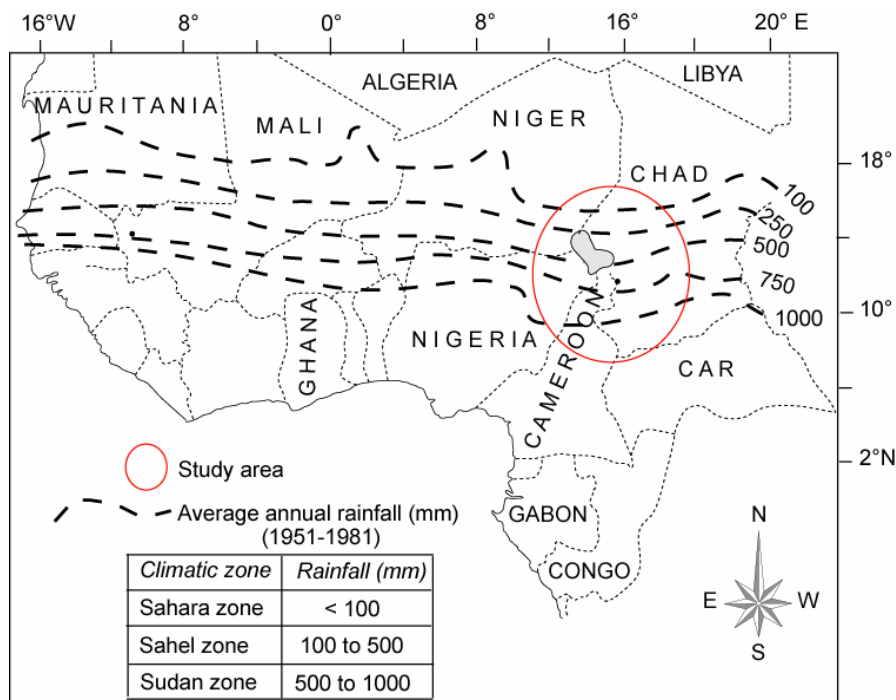 16°W 8° 0° 8° 16° 20° E
ALGERIA
LIBYA
MAURITANIA
MALI
NIGER
18°
CHAD
100
250
500
750
1000
10°
NIGERIA
GHANA
CAMEROON
CAR
2°N
Study area
Average annual rainfall (mm)
(1951-1981)
GABON
CONGO
N
E W
S
Climatic zone Rainfall (mm)
Sahara zone < 100
Sahel zone 100 to 500
Sudan zone 500 to 1000